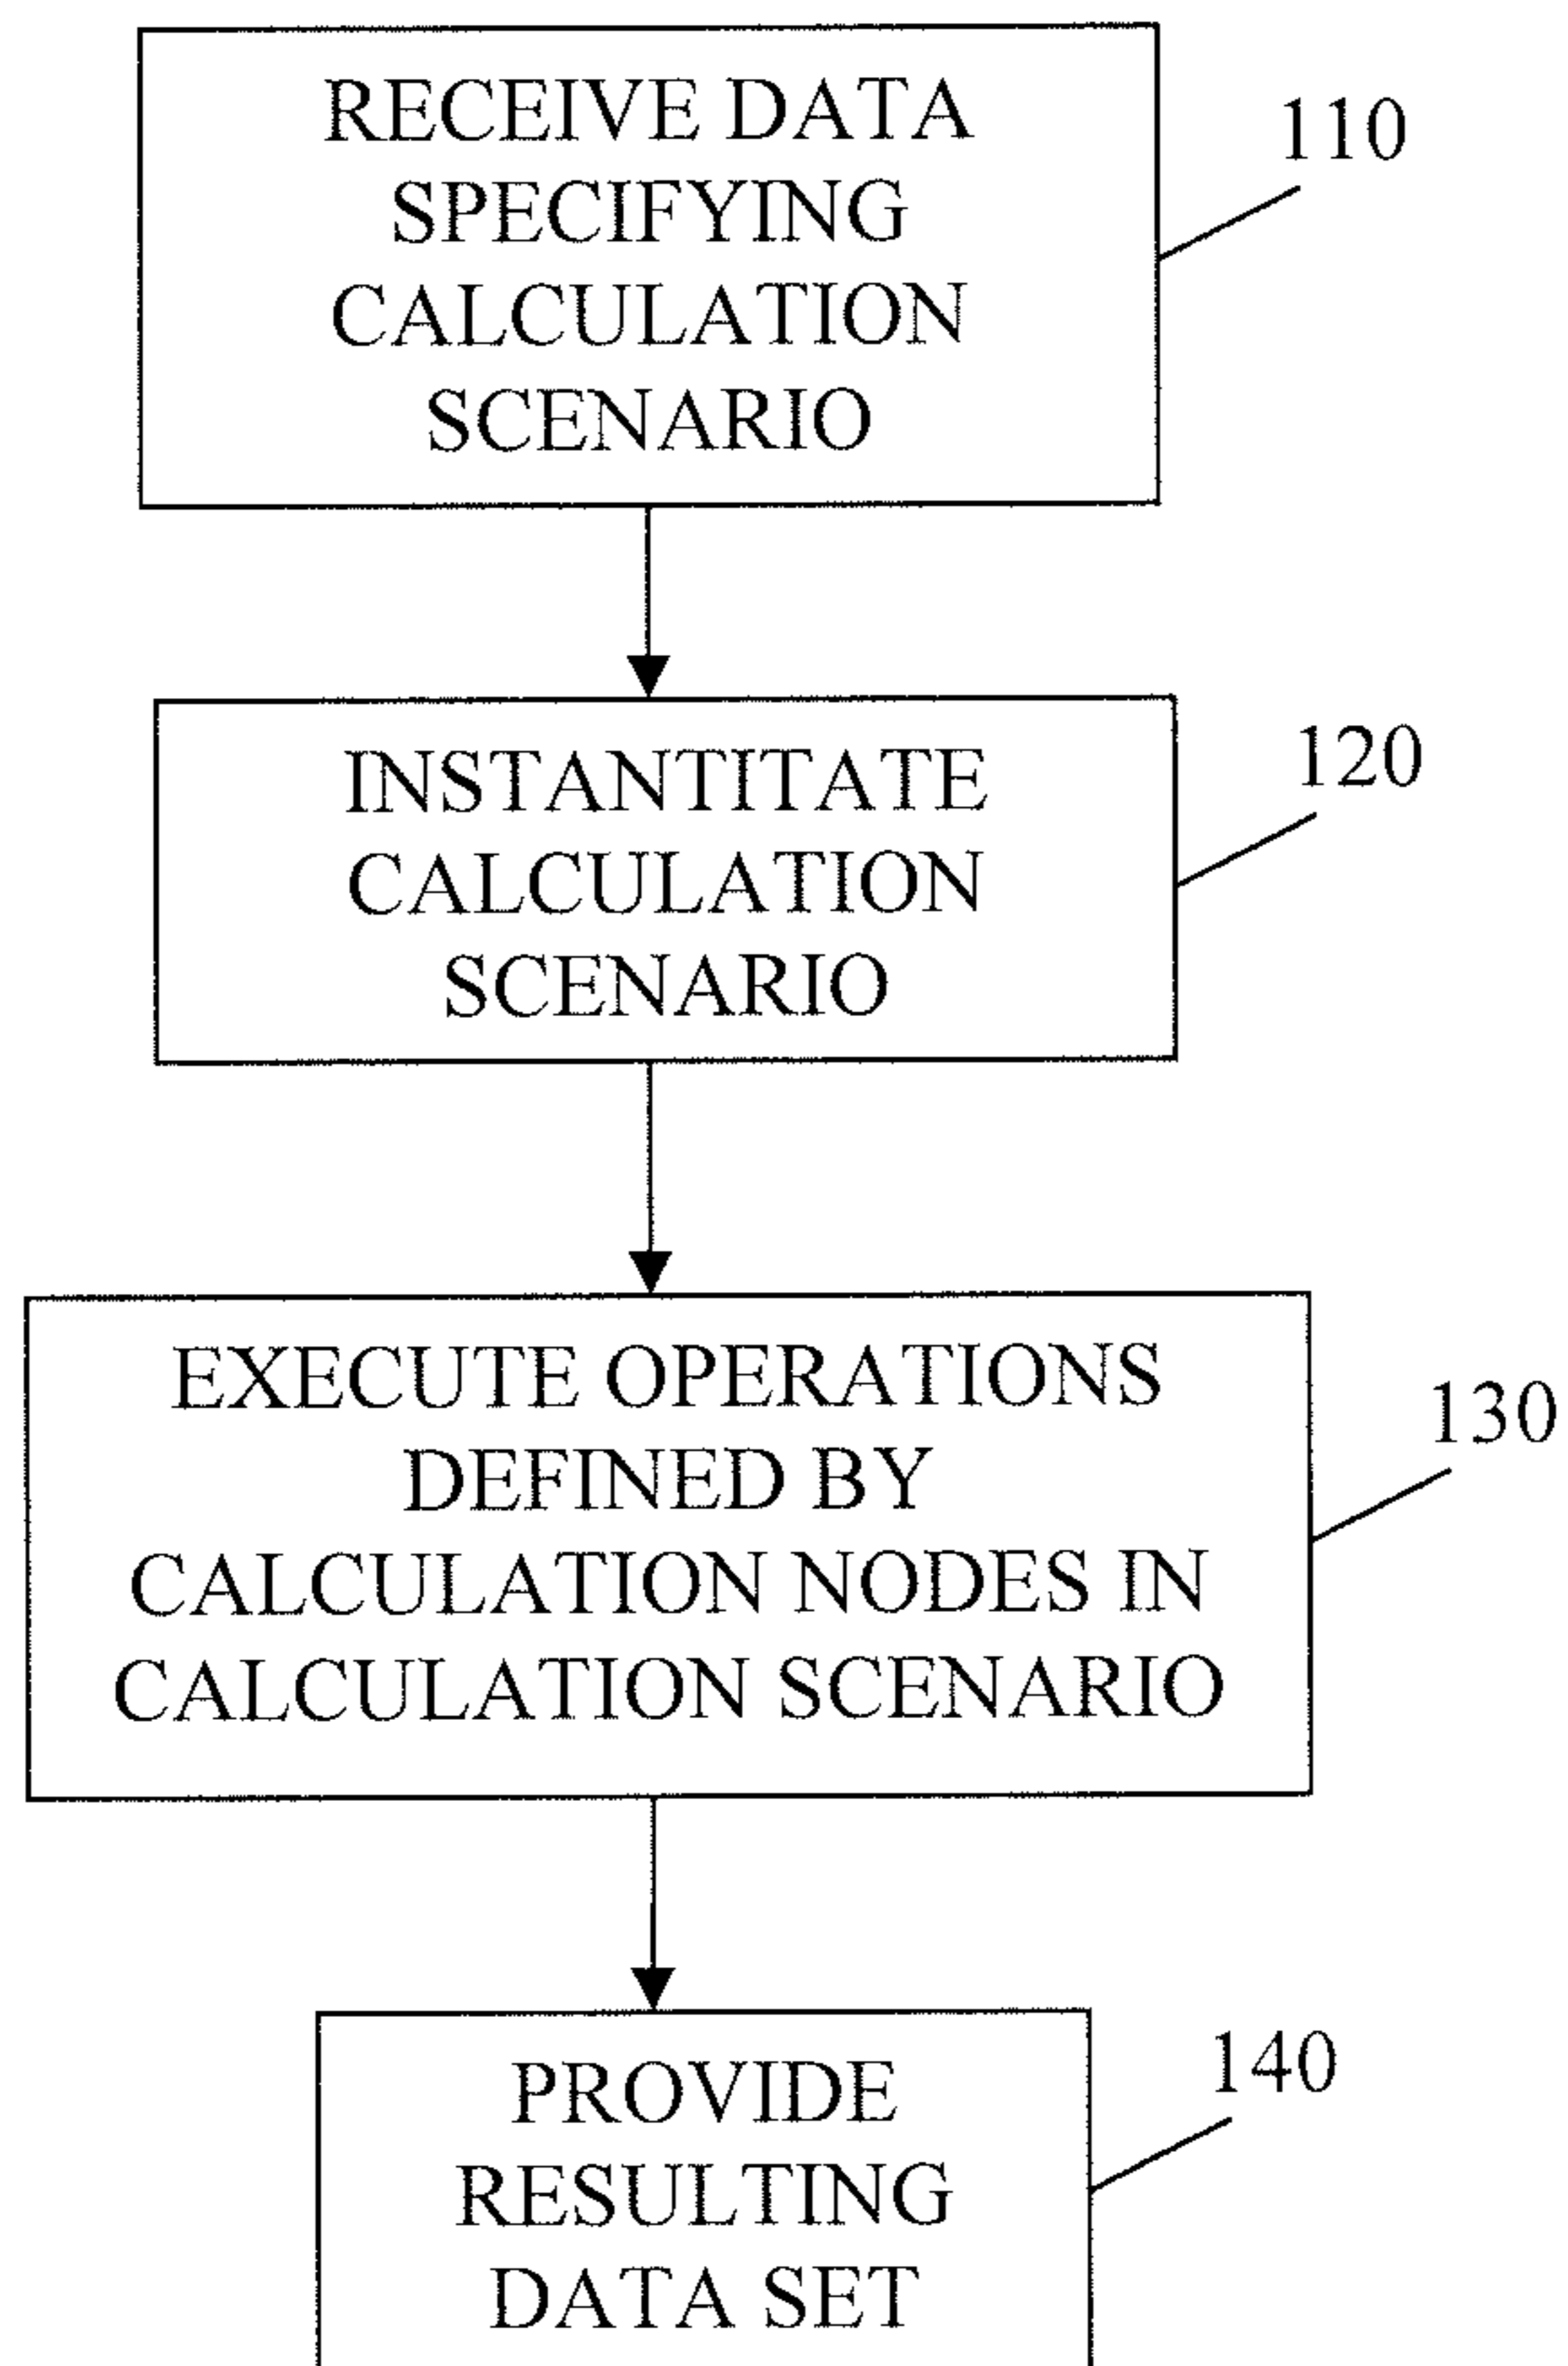 RECEIVE DATA
SPECIFYING
CALCULATION
SCENARIO
110
INSTANTITATE
CALCULATION
SCENARIO
120
EXECUTE OPERATIONS
DEFINED BY
CALCULATION NODES IN
CALCULATION SCENARIO
130
PROVIDE
RESULTING
DATA SET
140